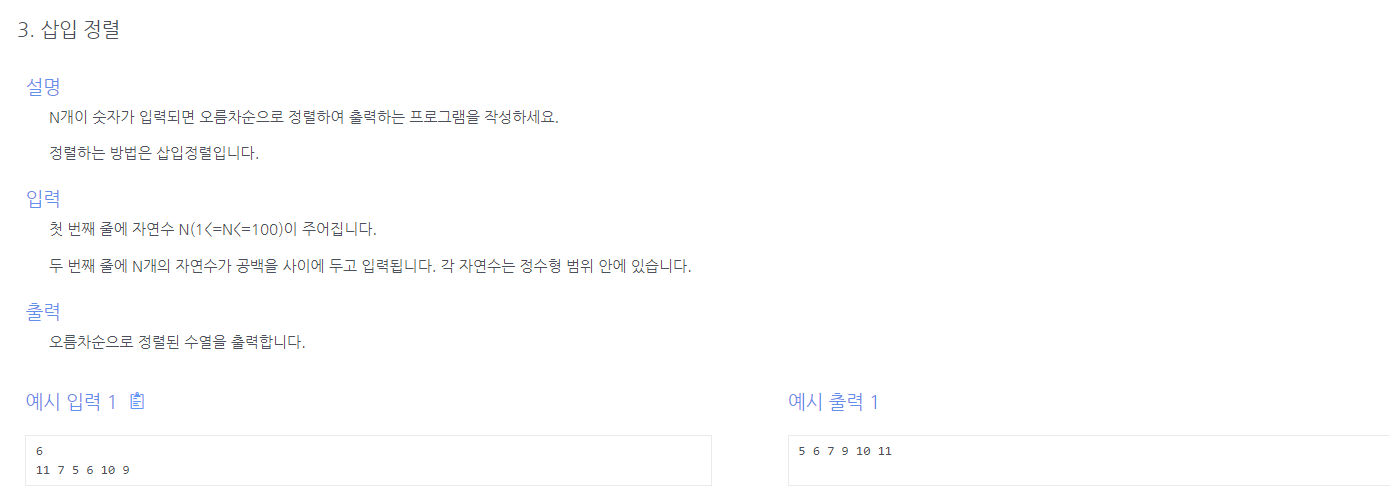 3. 삽입 정렬
설명
N개이 숫자가 입력되면 오름차순으로 정렬하여 출력하는 프로그램을 작성하세요.
정렬하는 방법은 삽입정렬입니다.
입력
첫 번째 줄에 자연수 N(1<=N<=100)이 주어집니다.
두 번째 줄에 N개의 자연수가 공백을 사이에 두고 입력됩니다. 각 자연수는 정수형 범위 안에 있습니다.
출력
오름차순으로 정렬된 수열을 출력합니다.
예시 입력 1
6
11 7 5 6 10 9
예시 출력 1
5 6 7 9 10 11